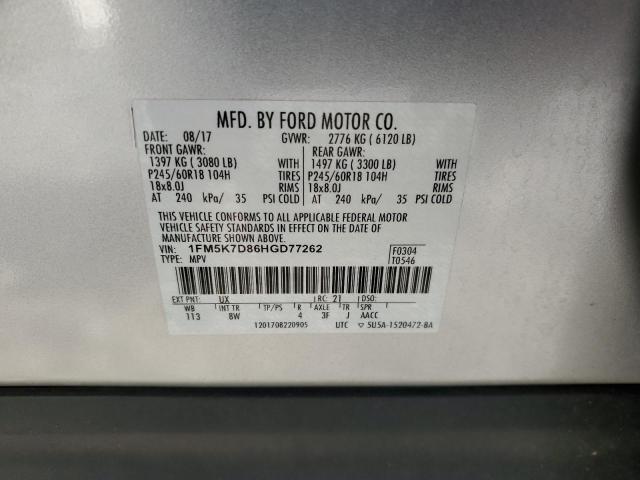 MFD. BY FORD MOTOR CO.
DATE: 08/17 GVWR: 2776 KG ( 6120 LB)
FRONT GAWR: REAR GAWR:
1397 KG ( 3080 LB) WITH 1497 KG ( 3300 LB) WITH
P245/60R18 104H TIRES P245/60R18 104H TIRES
18x8.0J RIMS 18x8.0J RIMS
AT 240 kPa/ 35 PSI COLD AT 240 kPa/ 35 PSI COLD
THIS VEHICLE CONFORMS TO ALL APPLICABLE FEDERAL MOTOR
VEHICLE SAFETY STANDARDS IN EFFECT ON THE DATE OF
MANUFACTURE SHOWN ABOVE.
VIN: 1FM5K7D86HGD77262 F0304
TYPE: MPV T0546
EXT PNT: UX RC: 21 DSO:
WB INT TR TP/PS R AXLE TR SPR
113 8W 4 3F J AACC
1201708220905 UTC ▽ 5U5A-1520472-BA